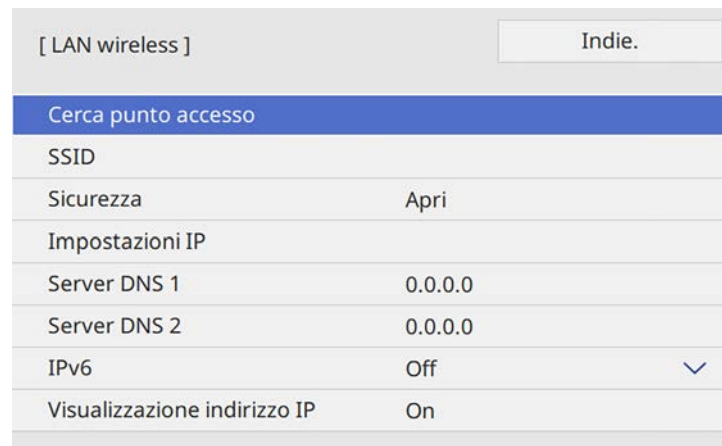 [ LAN wireless ]
Indie.
Cerca punto accesso
SSID
Sicurezza Apri
Impostazioni IP
Server DNS 1 0.0.0.0
Server DNS 2 0.0.0.0
IPv6 Off
Visualizzazione indirizzo IP On